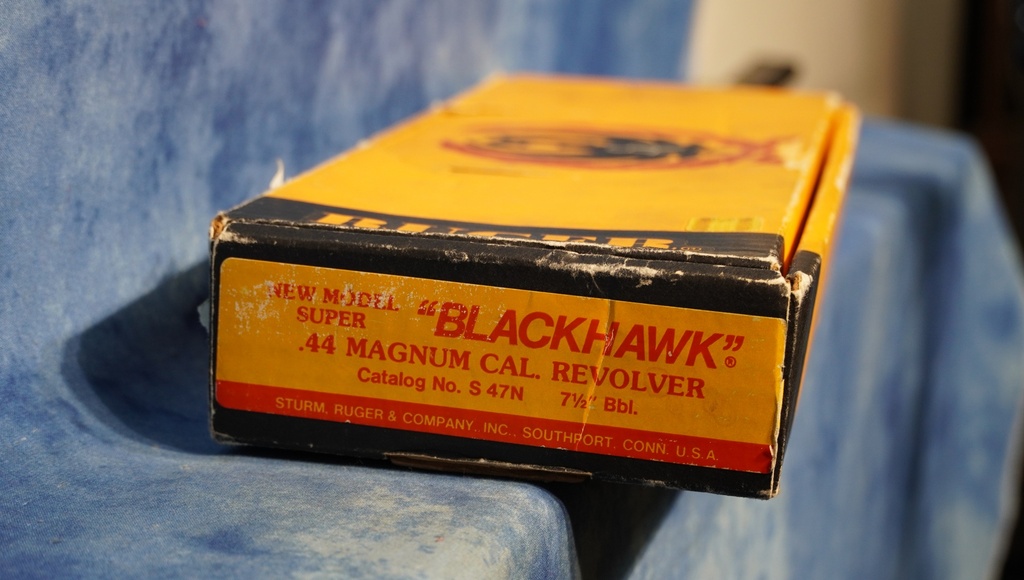 RUGER
NEW MODEL
SUPER "BLACKHAWK"®
.44 MAGNUM CAL. REVOLVER
Catalog No. S 47N 7½" Bbl.
STURM, RUGER & COMPANY, INC., SOUTHPORT, CONN. U.S.A.